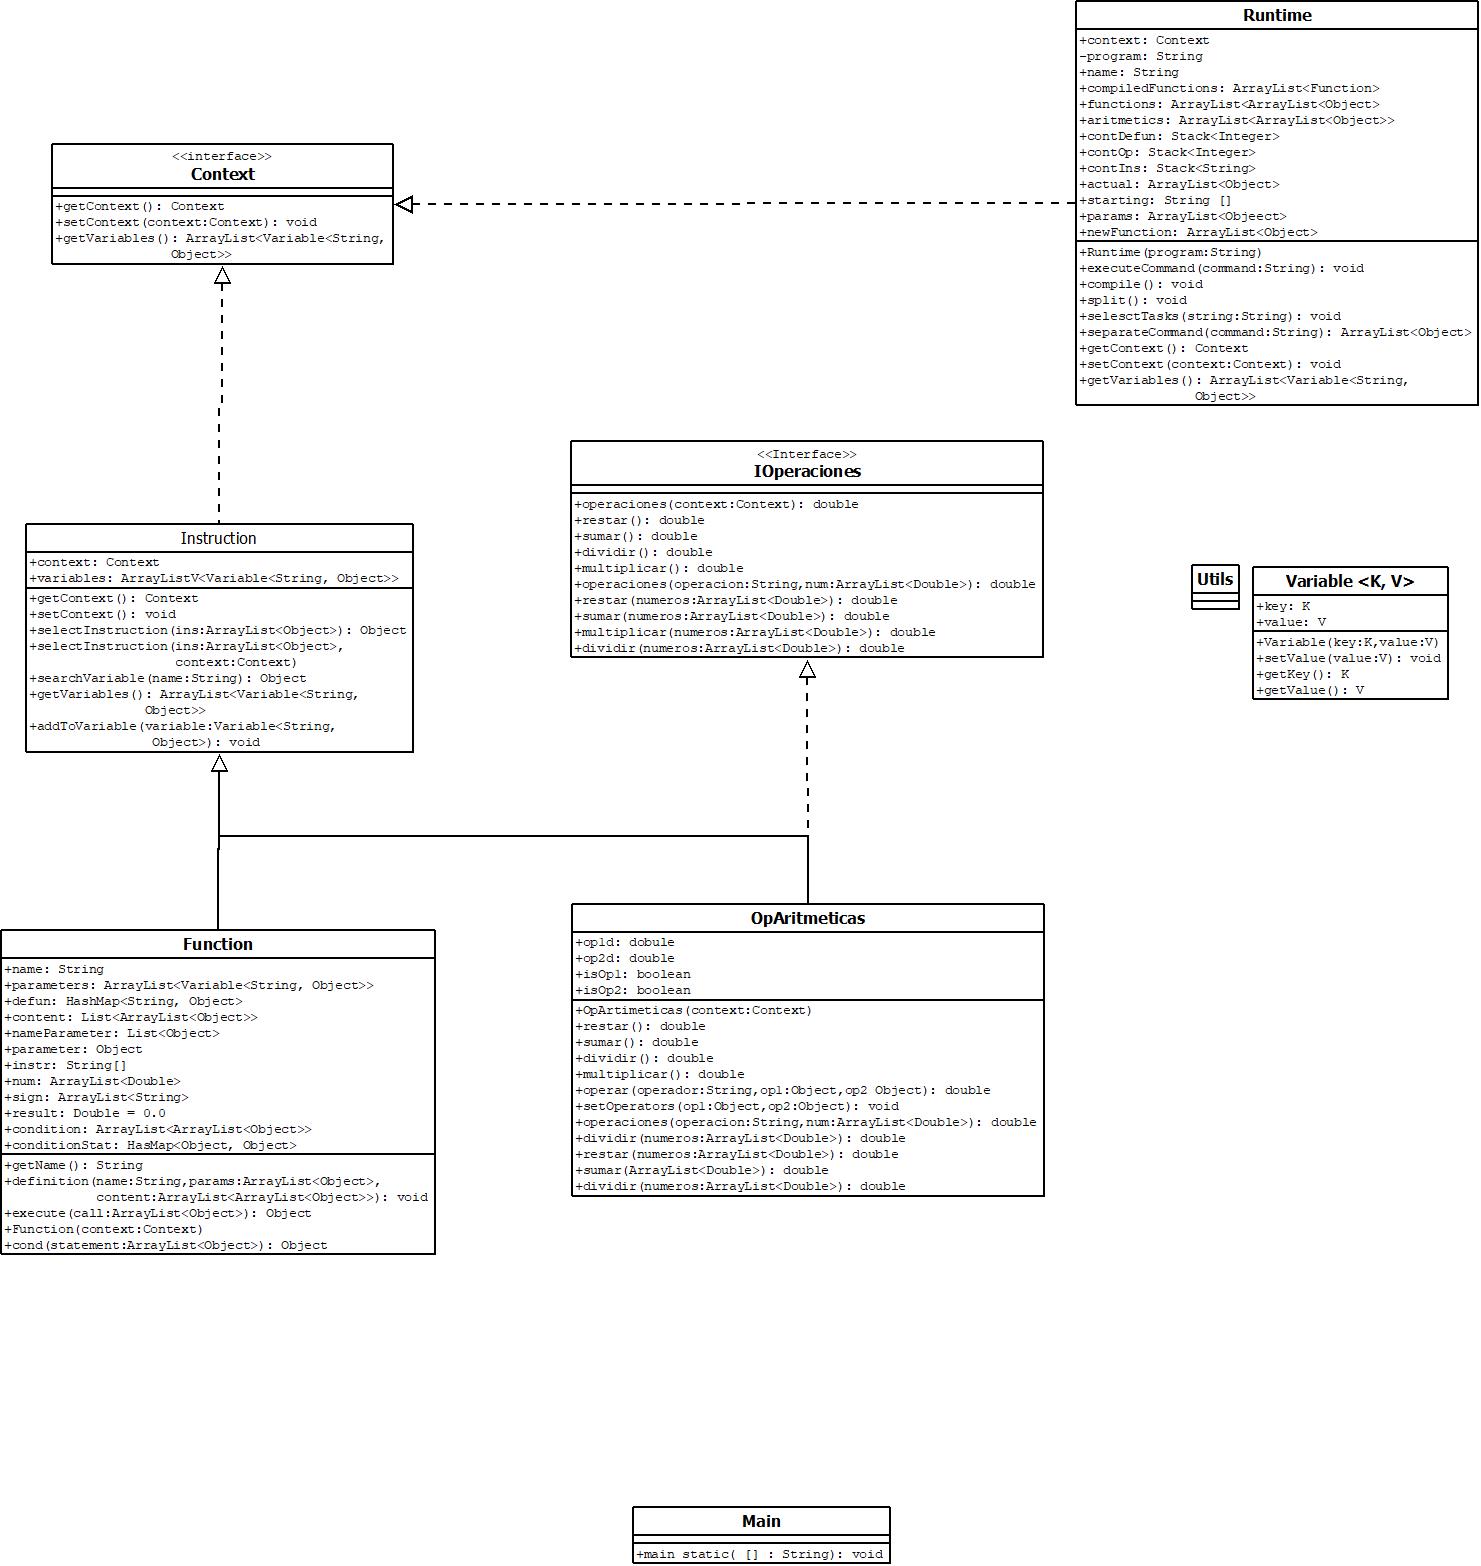 Runtime
+context: Context
-program: String
+name: String
+compiledFunctions: ArrayList<Function>
+functions: ArrayList<ArrayList<Object>
+aritmetics: ArrayList<ArrayList<Object>>
+contDefun: Stack<Integer>
+contOp: Stack<Integer>
+contIns: Stack<String>
+actual: ArrayList<Object>
+starting: String []
+params: ArrayList<Objeect>
+newFunction: ArrayList<Object>
+Runtime(program:String)
+executeCommand(command:String): void
+compile(): void
+split(): void
+selesctTasks(string:String): void
+separateCommand(command:String): ArrayList<Object>
+getContext(): Context
+setContext(context:Context): void
+getVariables(): ArrayList<Variable<String,
Object>>
<<interface>>
Context
+getContext(): Context
+setContext(context:Context): void
+getVariables(): ArrayList<Variable<String,
Object>>
<<Interface>>
IOperaciones
+operaciones(context:Context): double
+restar(): double
+sumar(): double
+dividir(): double
+multiplicar(): double
+operaciones(operacion:String,num:ArrayList<Double>): double
+restar(numeros:ArrayList<Double>): double
+sumar(numeros:ArrayList<Double>): double
+multiplicar(numeros:ArrayList<Double>): double
+dividir(numeros:ArrayList<Double>): double
Instruction
+context: Context
+variables: ArrayListV<Variable<String, Object>>
+getContext(): Context
+setContext(): void
+selectInstruction(ins:ArrayList<Object>): Object
+selectInstruction(ins:ArrayList<Object>,
context:Context)
+searchVariable(name:String): Object
+getVariables(): ArrayList<Variable<String,
Object>>
+addToVariable(variable:Variable<String,
Object>): void
Utils
Variable <K, V>
+key: K
+value: V
+Variable(key:K,value:V)
+setValue(value:V): void
+getKey(): K
+getValue(): V
Function
+name: String
+parameters: ArrayList<Variable<String, Object>>
+defun: HashMap<String, Object>
+content: List<ArrayList<Object>>
+nameParameter: List<Object>
+parameter: Object
+instr: String[]
+num: ArrayList<Double>
+sign: ArrayList<String>
+result: Double = 0.0
+condition: ArrayList<ArrayList<Object>>
+conditionStat: HasMap<Object, Object>
+getName(): String
+definition(name:String,params:ArrayList<Object>,
content:ArrayList<ArrayList<Object>>): void
+execute(call:ArrayList<Object>): Object
+Function(context:Context)
+cond(statement:ArrayList<Object>): Object
OpAritmeticas
+op1d: dobule
+op2d: double
+isOp1: boolean
+isOp2: boolean
+OpArtimeticas(context:Context)
+restar(): double
+sumar(): double
+dividir(): double
+multiplicar(): double
+operar(operador:String,op1:Object,op2 Object): double
+setOperators(op1:Object,op2:Object): void
+operaciones(operacion:String,num:ArrayList<Double>): double
+dividir(numeros:ArrayList<Double>): double
+restar(numeros:ArrayList<Double>): double
+sumar(ArrayList<Double>): double
+dividir(numeros:ArrayList<Double>): double
Main
+main static( [] : String): void